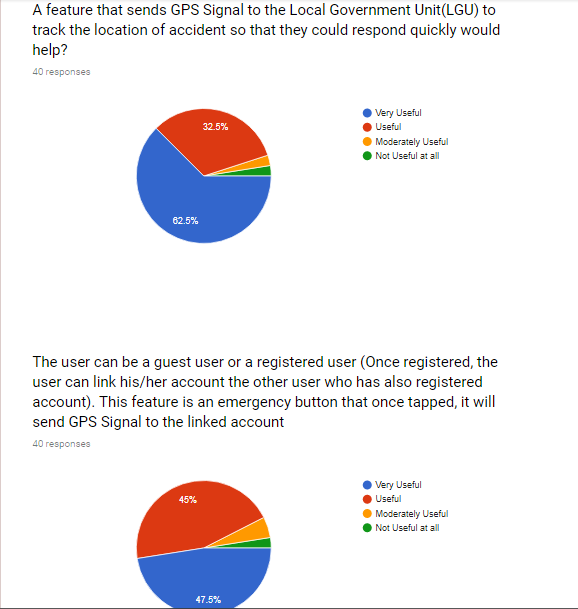 A feature that sends GPS Signal to the Local Government Unit(LGU) to
track the location of accident so that they could respond quickly would
help?
40 responses
Very Useful
Useful
Moderately Useful
Not Useful at all
32.5%
62.5%
The user can be a guest user or a registered user (Once registered, the
user can link his/her account the other user who has also registered
account). This feature is an emergency button that once tapped, it will
send GPS Signal to the linked account
40 responses
Very Useful
Useful
Moderately Useful
Not Useful at all
45%
47.5%